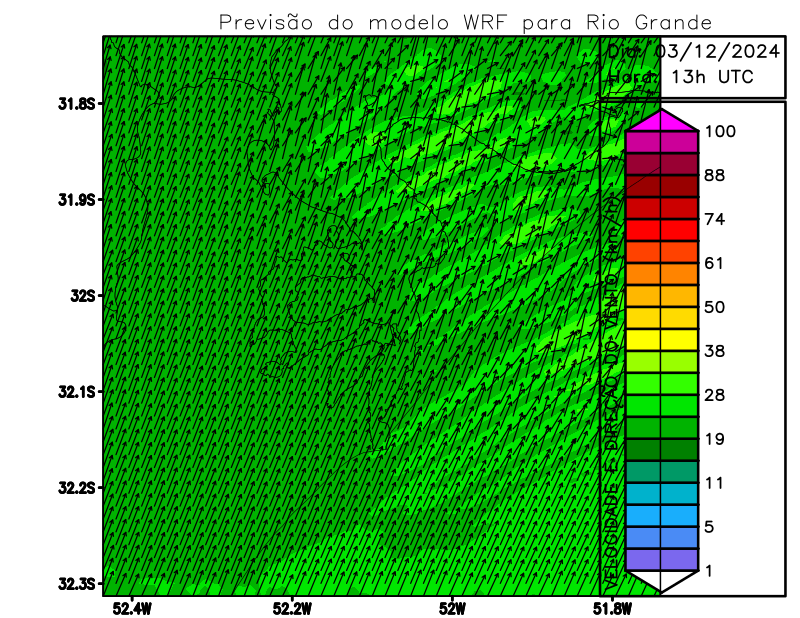 Previsão do modelo WRF para Rio Grande
Dia: 03/12/2024
Hora: 13h UTC
31.8S
31.9S
32S
32.1S
32.2S
32.3S
52.4W
52.2W
52W
51.8W
VELOCIDADE E DIREÇÃO DO VENTO (km/h)
100
88
74
61
50
38
28
19
11
5
1